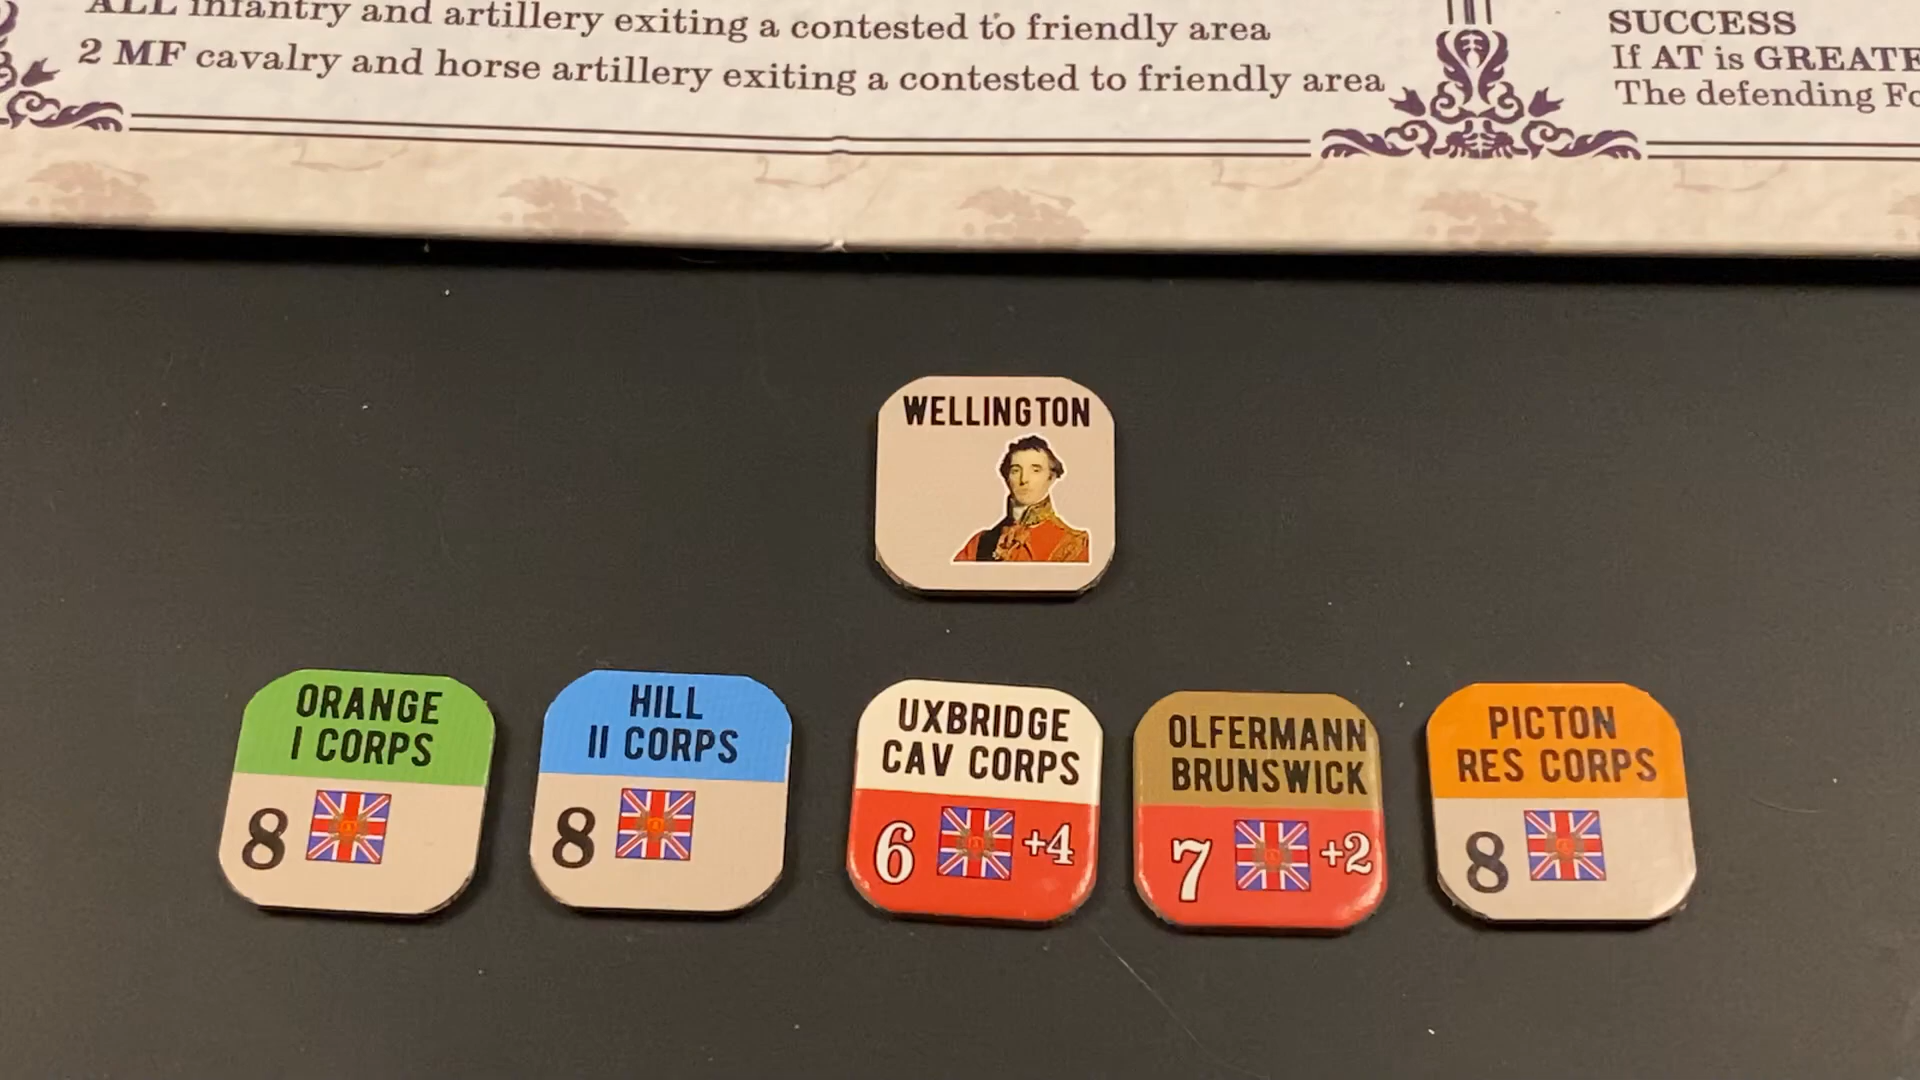 ALL infantry and artillery exiting a contested to friendly area
2 MF cavalry and horse artillery exiting a contested to friendly area
SUCCESS
If AT is GREATE
The defending Fo
WELLINGTON
ORANGE
I CORPS
8
HILL
II CORPS
8
UXBRIDGE
CAV CORPS
6 +4
OLFERMANN
BRUNSWICK
7 +2
PICTON
RES CORPS
8